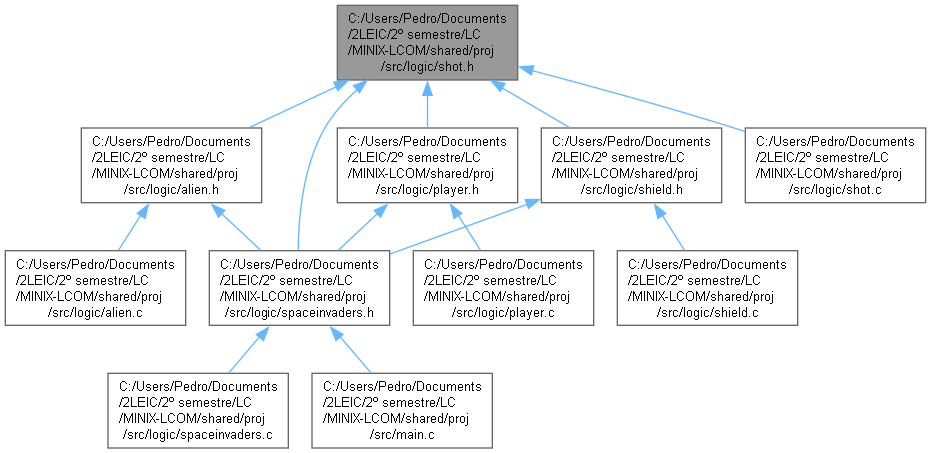 C:/Users/Pedro/Documents
/2LEIC/2º semestre/LC
/MINIX-LCOM/shared/proj
/src/logic/shot.h
C:/Users/Pedro/Documents
/2LEIC/2º semestre/LC
/MINIX-LCOM/shared/proj
/src/logic/alien.h
C:/Users/Pedro/Documents
/2LEIC/2º semestre/LC
/MINIX-LCOM/shared/proj
/src/logic/player.h
C:/Users/Pedro/Documents
/2LEIC/2º semestre/LC
/MINIX-LCOM/shared/proj
/src/logic/shield.h
C:/Users/Pedro/Documents
/2LEIC/2º semestre/LC
/MINIX-LCOM/shared/proj
/src/logic/shot.c
C:/Users/Pedro/Documents
/2LEIC/2º semestre/LC
/MINIX-LCOM/shared/proj
/src/logic/alien.c
C:/Users/Pedro/Documents
/2LEIC/2º semestre/LC
/MINIX-LCOM/shared/proj
/src/logic/spaceinvaders.h
C:/Users/Pedro/Documents
/2LEIC/2º semestre/LC
/MINIX-LCOM/shared/proj
/src/logic/player.c
C:/Users/Pedro/Documents
/2LEIC/2º semestre/LC
/MINIX-LCOM/shared/proj
/src/logic/shield.c
C:/Users/Pedro/Documents
/2LEIC/2º semestre/LC
/MINIX-LCOM/shared/proj
/src/logic/spaceinvaders.c
C:/Users/Pedro/Documents
/2LEIC/2º semestre/LC
/MINIX-LCOM/shared/proj
/src/main.c